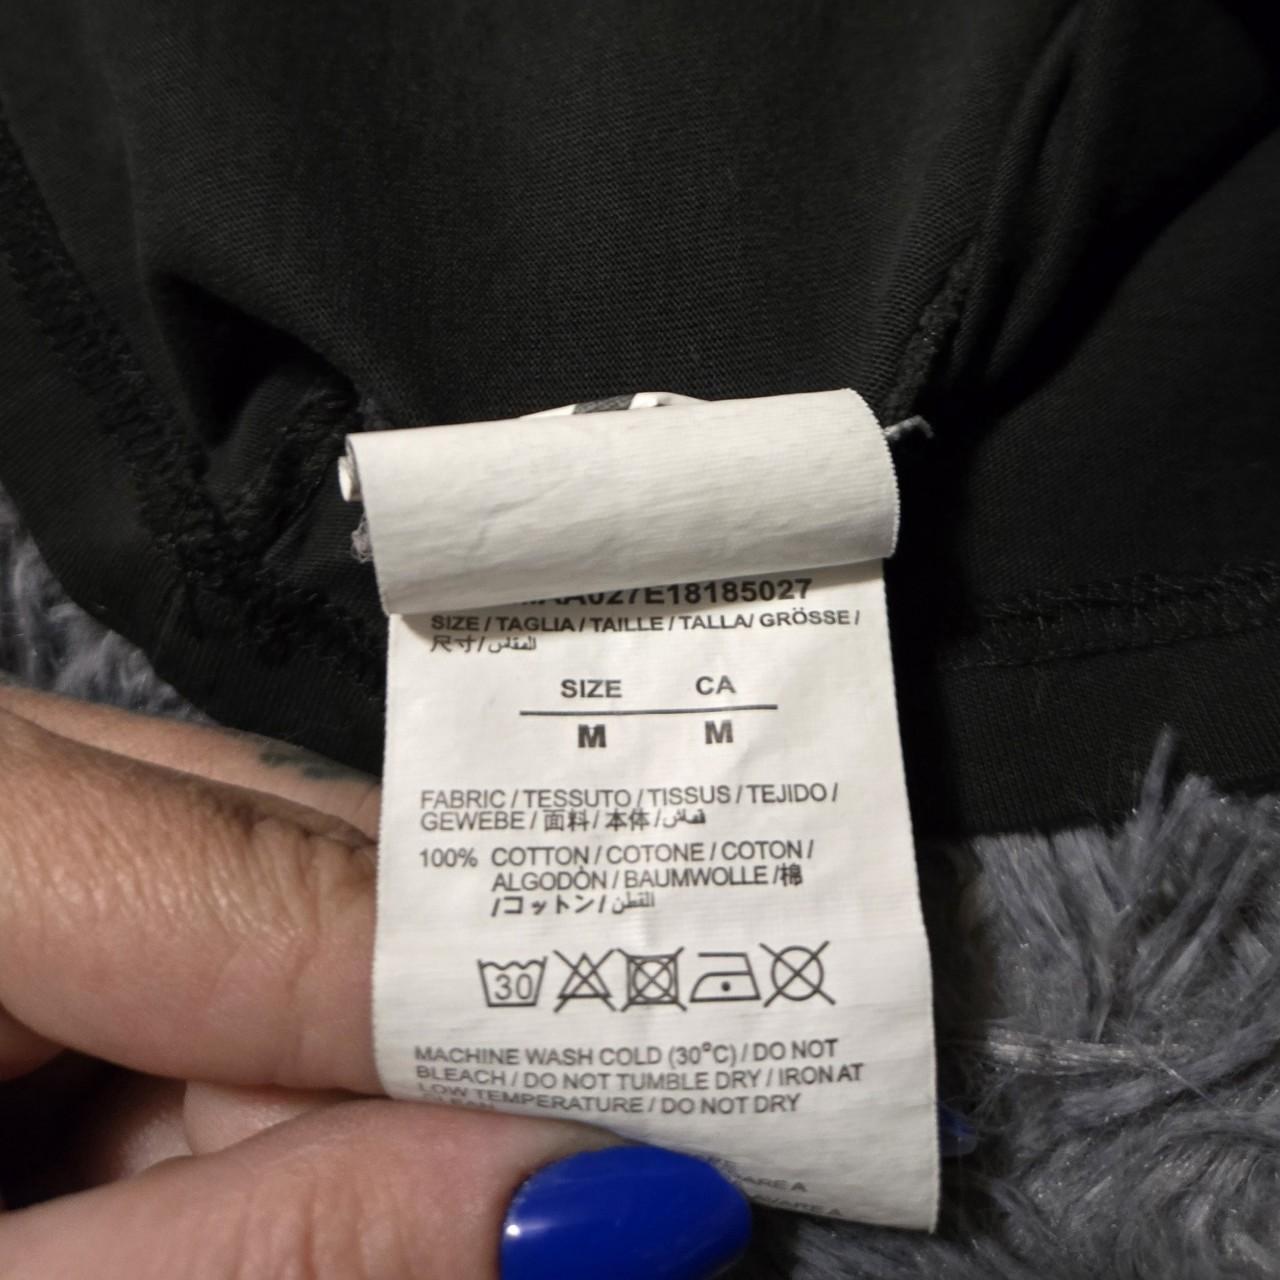 AA027E18185027
SIZE / TAGLIA / TAILLE / TALLA/ GRÖSSE /
尺寸/المقاس
SIZE CA
M M
FABRIC / TESSUTO / TISSUS / TEJIDO /
GEWEBE / 面料 / 本体 /قماش
100% COTTON / COTONE / COTON /
ALGODÒN / BAUMWOLLE /棉
/コットン/القطن
30
MACHINE WASH COLD (30°C) / DO NOT
BLEACH / DO NOT TUMBLE DRY / IRON AT
LOW TEMPERATURE / DO NOT DRY